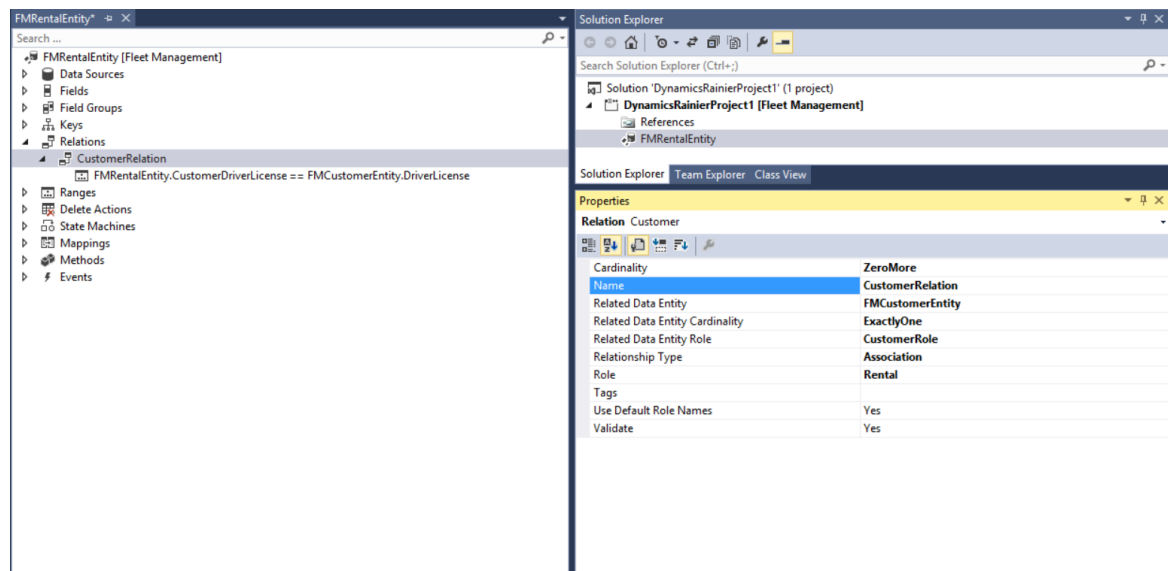 FMRentalEntity*
Search ...
FMRentalEntity [Fleet Management]
Data Sources
Fields
Field Groups
Keys
Relations
CustomerRelation
FMRentalEntity.CustomerDriverLicense == FMCustomerEntity.DriverLicense
Ranges
Delete Actions
State Machines
Mappings
Methods
Events
Solution Explorer
Search Solution Explorer (Ctrl+;)
Solution 'DynamicsRainierProject1' (1 project)
DynamicsRainierProject1 [Fleet Management]
References
FMRentalEntity
Solution Explorer Team Explorer Class View
Properties
Relation Customer
Cardinality ZeroMore
Name CustomerRelation
Related Data Entity FMCustomerEntity
Related Data Entity Cardinality ExactlyOne
Related Data Entity Role CustomerRole
Relationship Type Association
Role Rental
Tags
Use Default Role Names Yes
Validate Yes